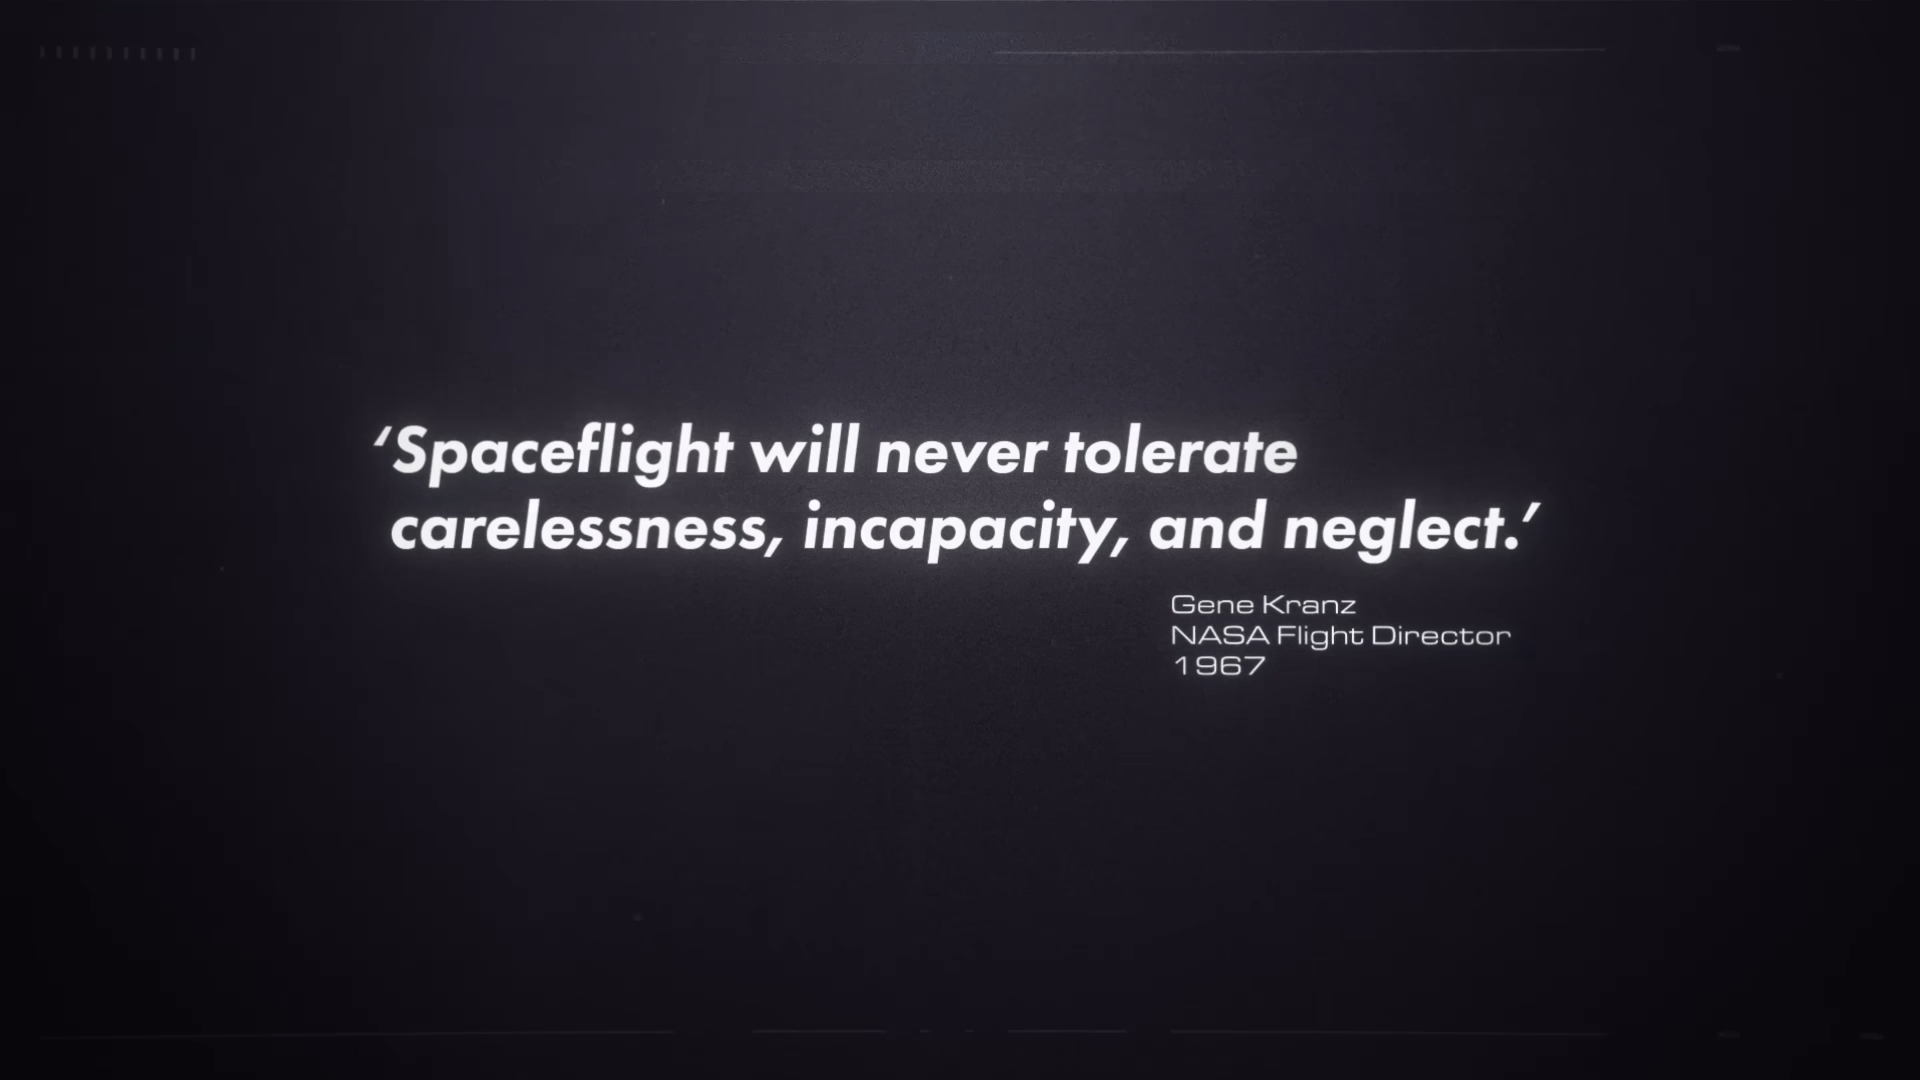 ‘Spaceflight will never tolerate
carelessness, incapacity, and neglect.’
Gene Kranz
NASA Flight Director
1967